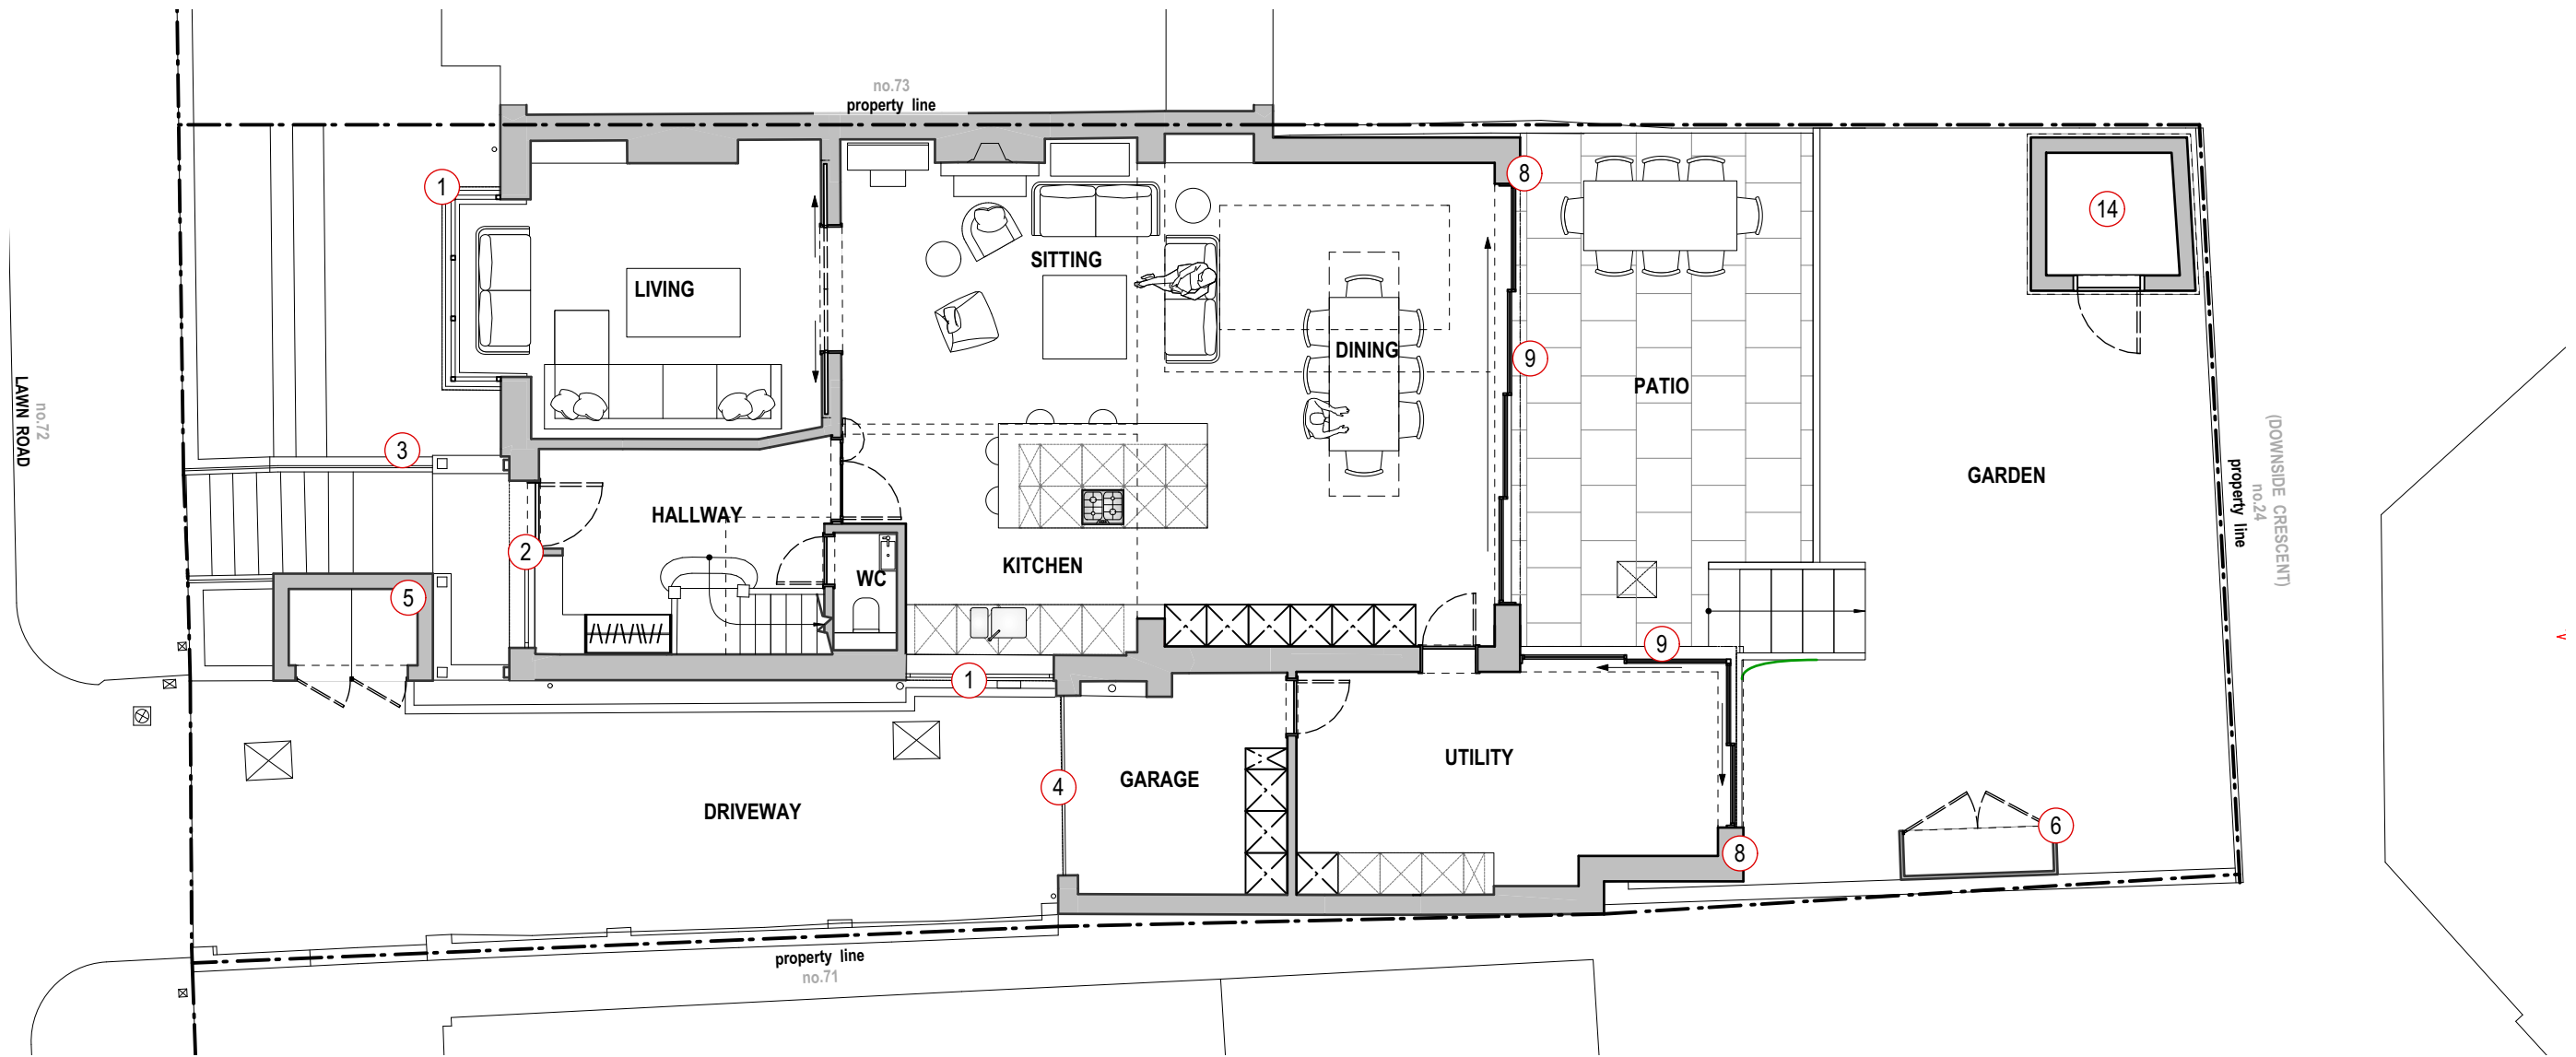 no.73
property line
1
8
14
LIVING
SITTING
DINING
9
PATIO
LAWN ROAD
no.72
3
GARDEN
property line
no.24
(DOWNSIDE CRESCENT)
HALLWAY
2
KITCHEN
WC
5
9
1
UTILITY
GARAGE
4
DRIVEWAY
6
8
property line
no.71